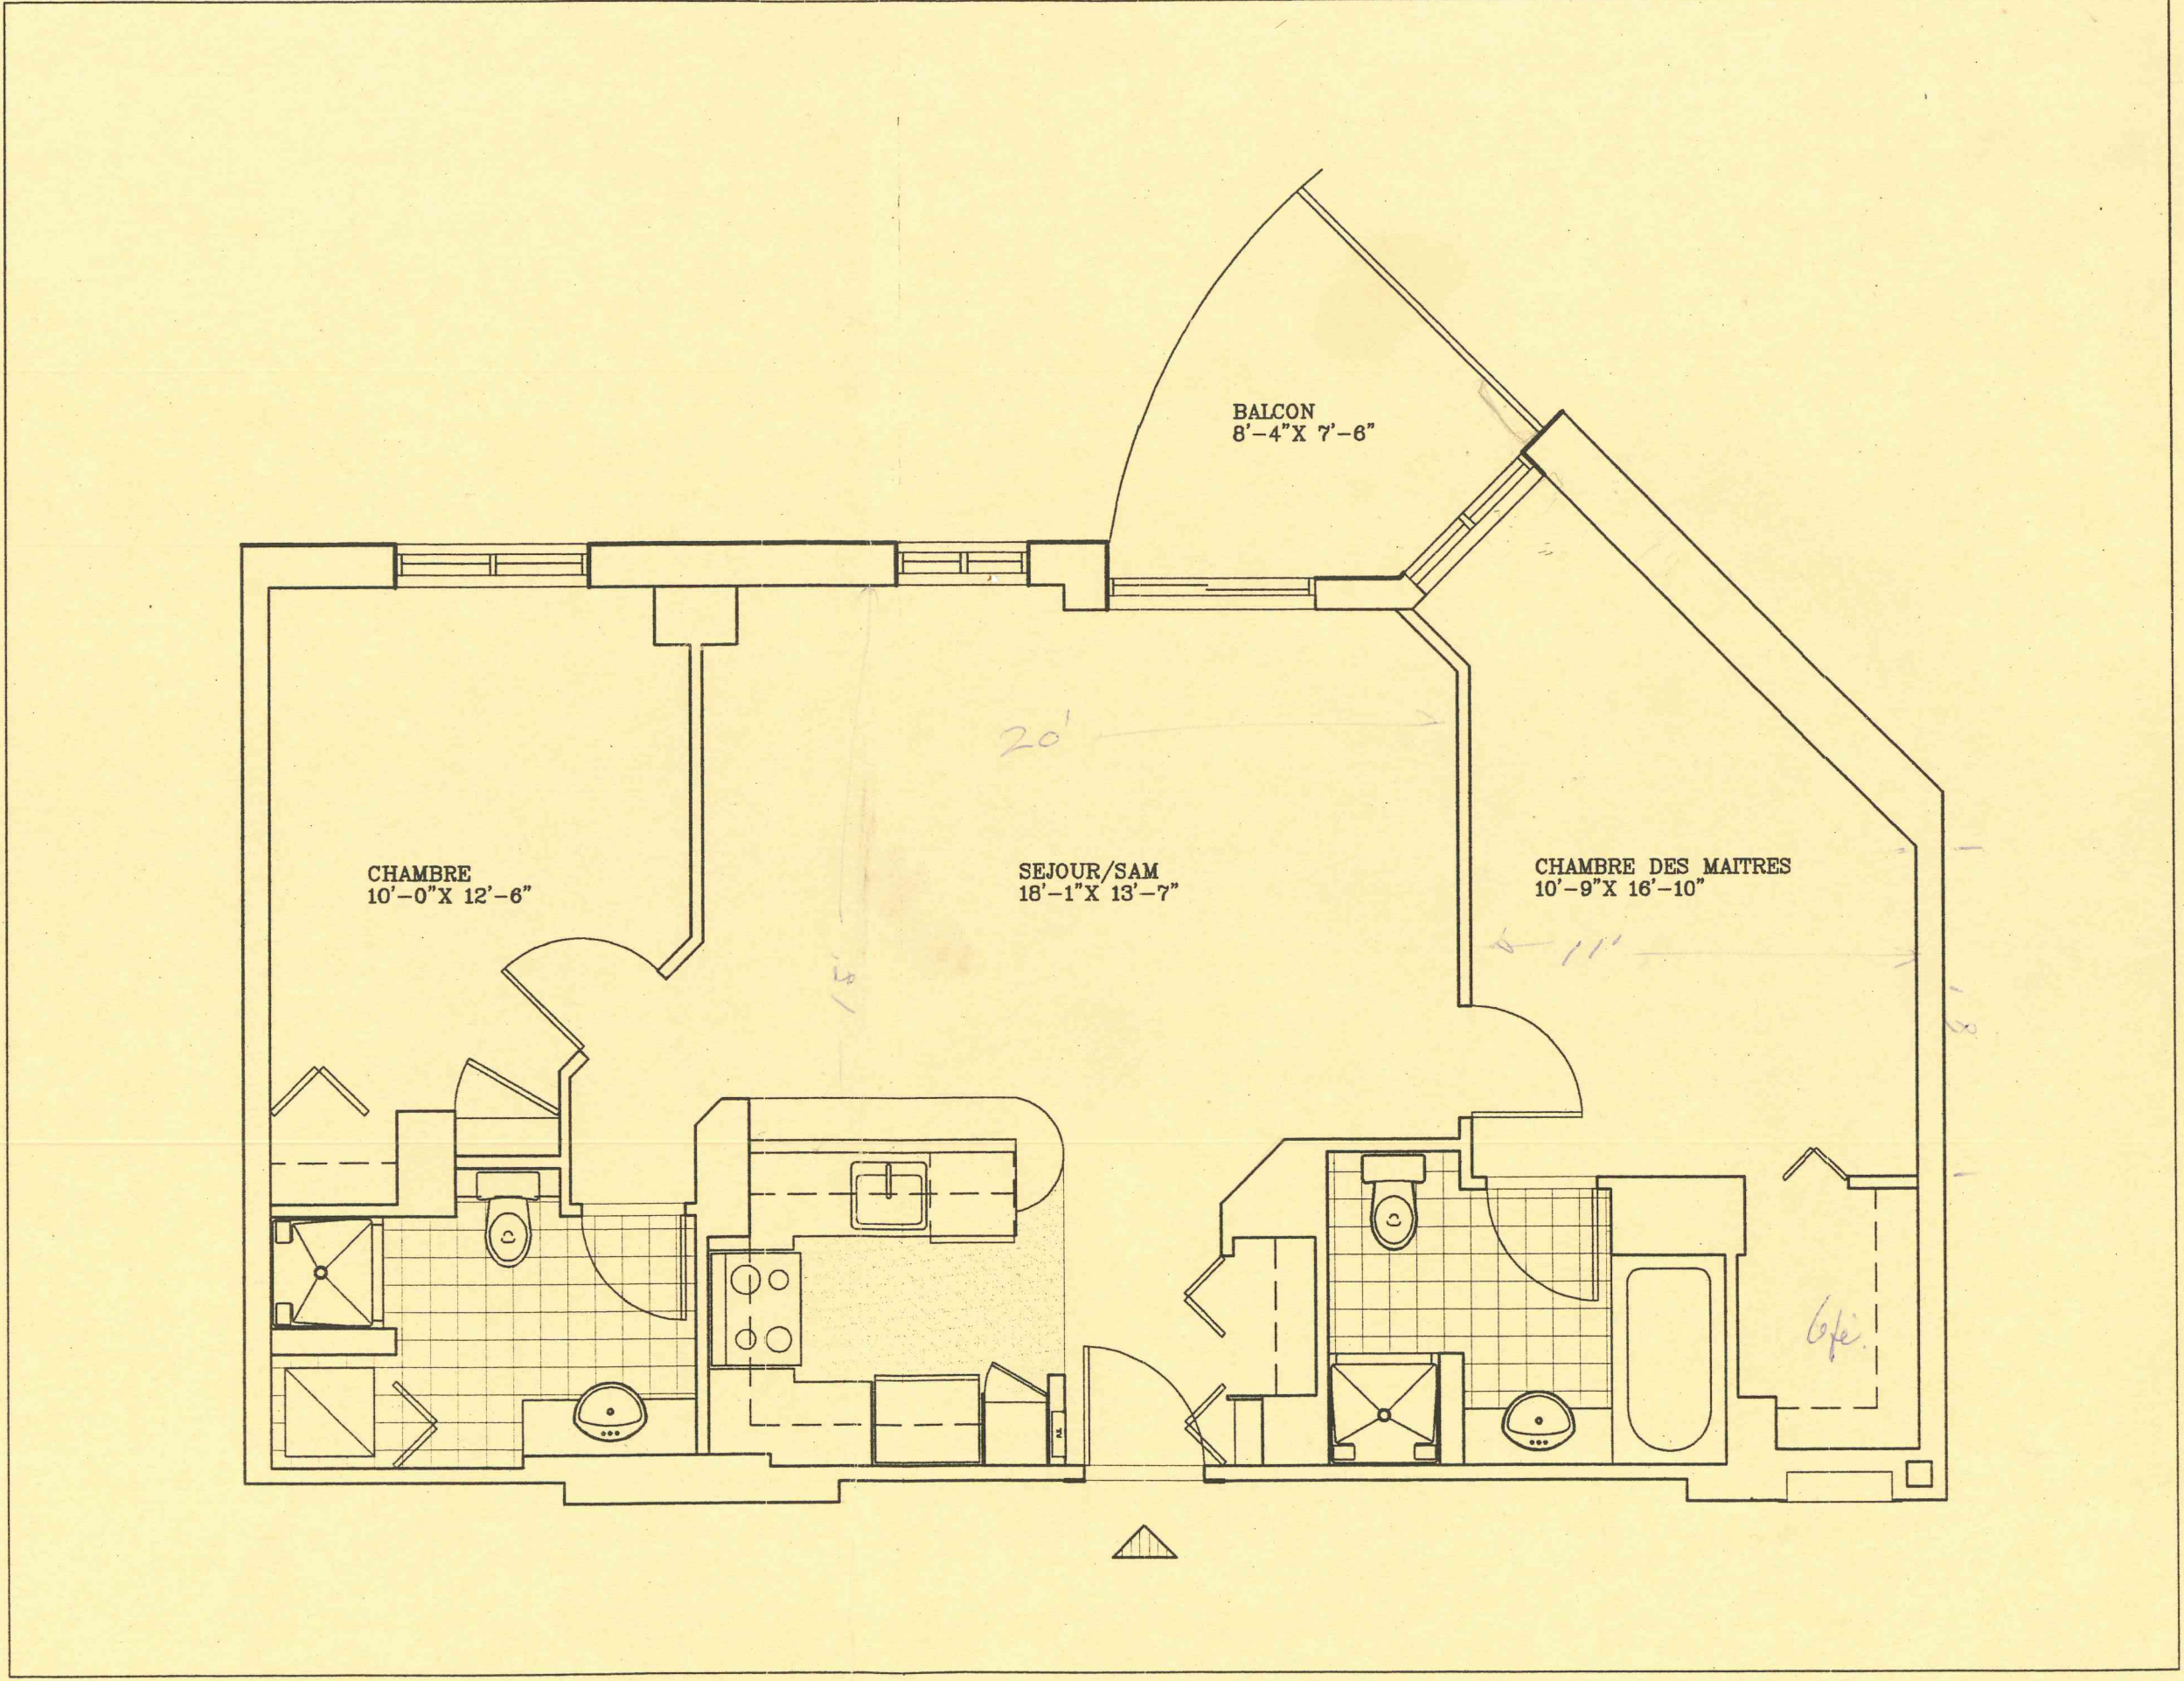 BALCON
8'-4"X 7'-6"
20'
CHAMBRE
10'-0"X 12'-6"
SEJOUR/SAM
18'-1"X 13'-7"
CHAMBRE DES MAITRES
10'-9"X 16'-10"
11'
8'